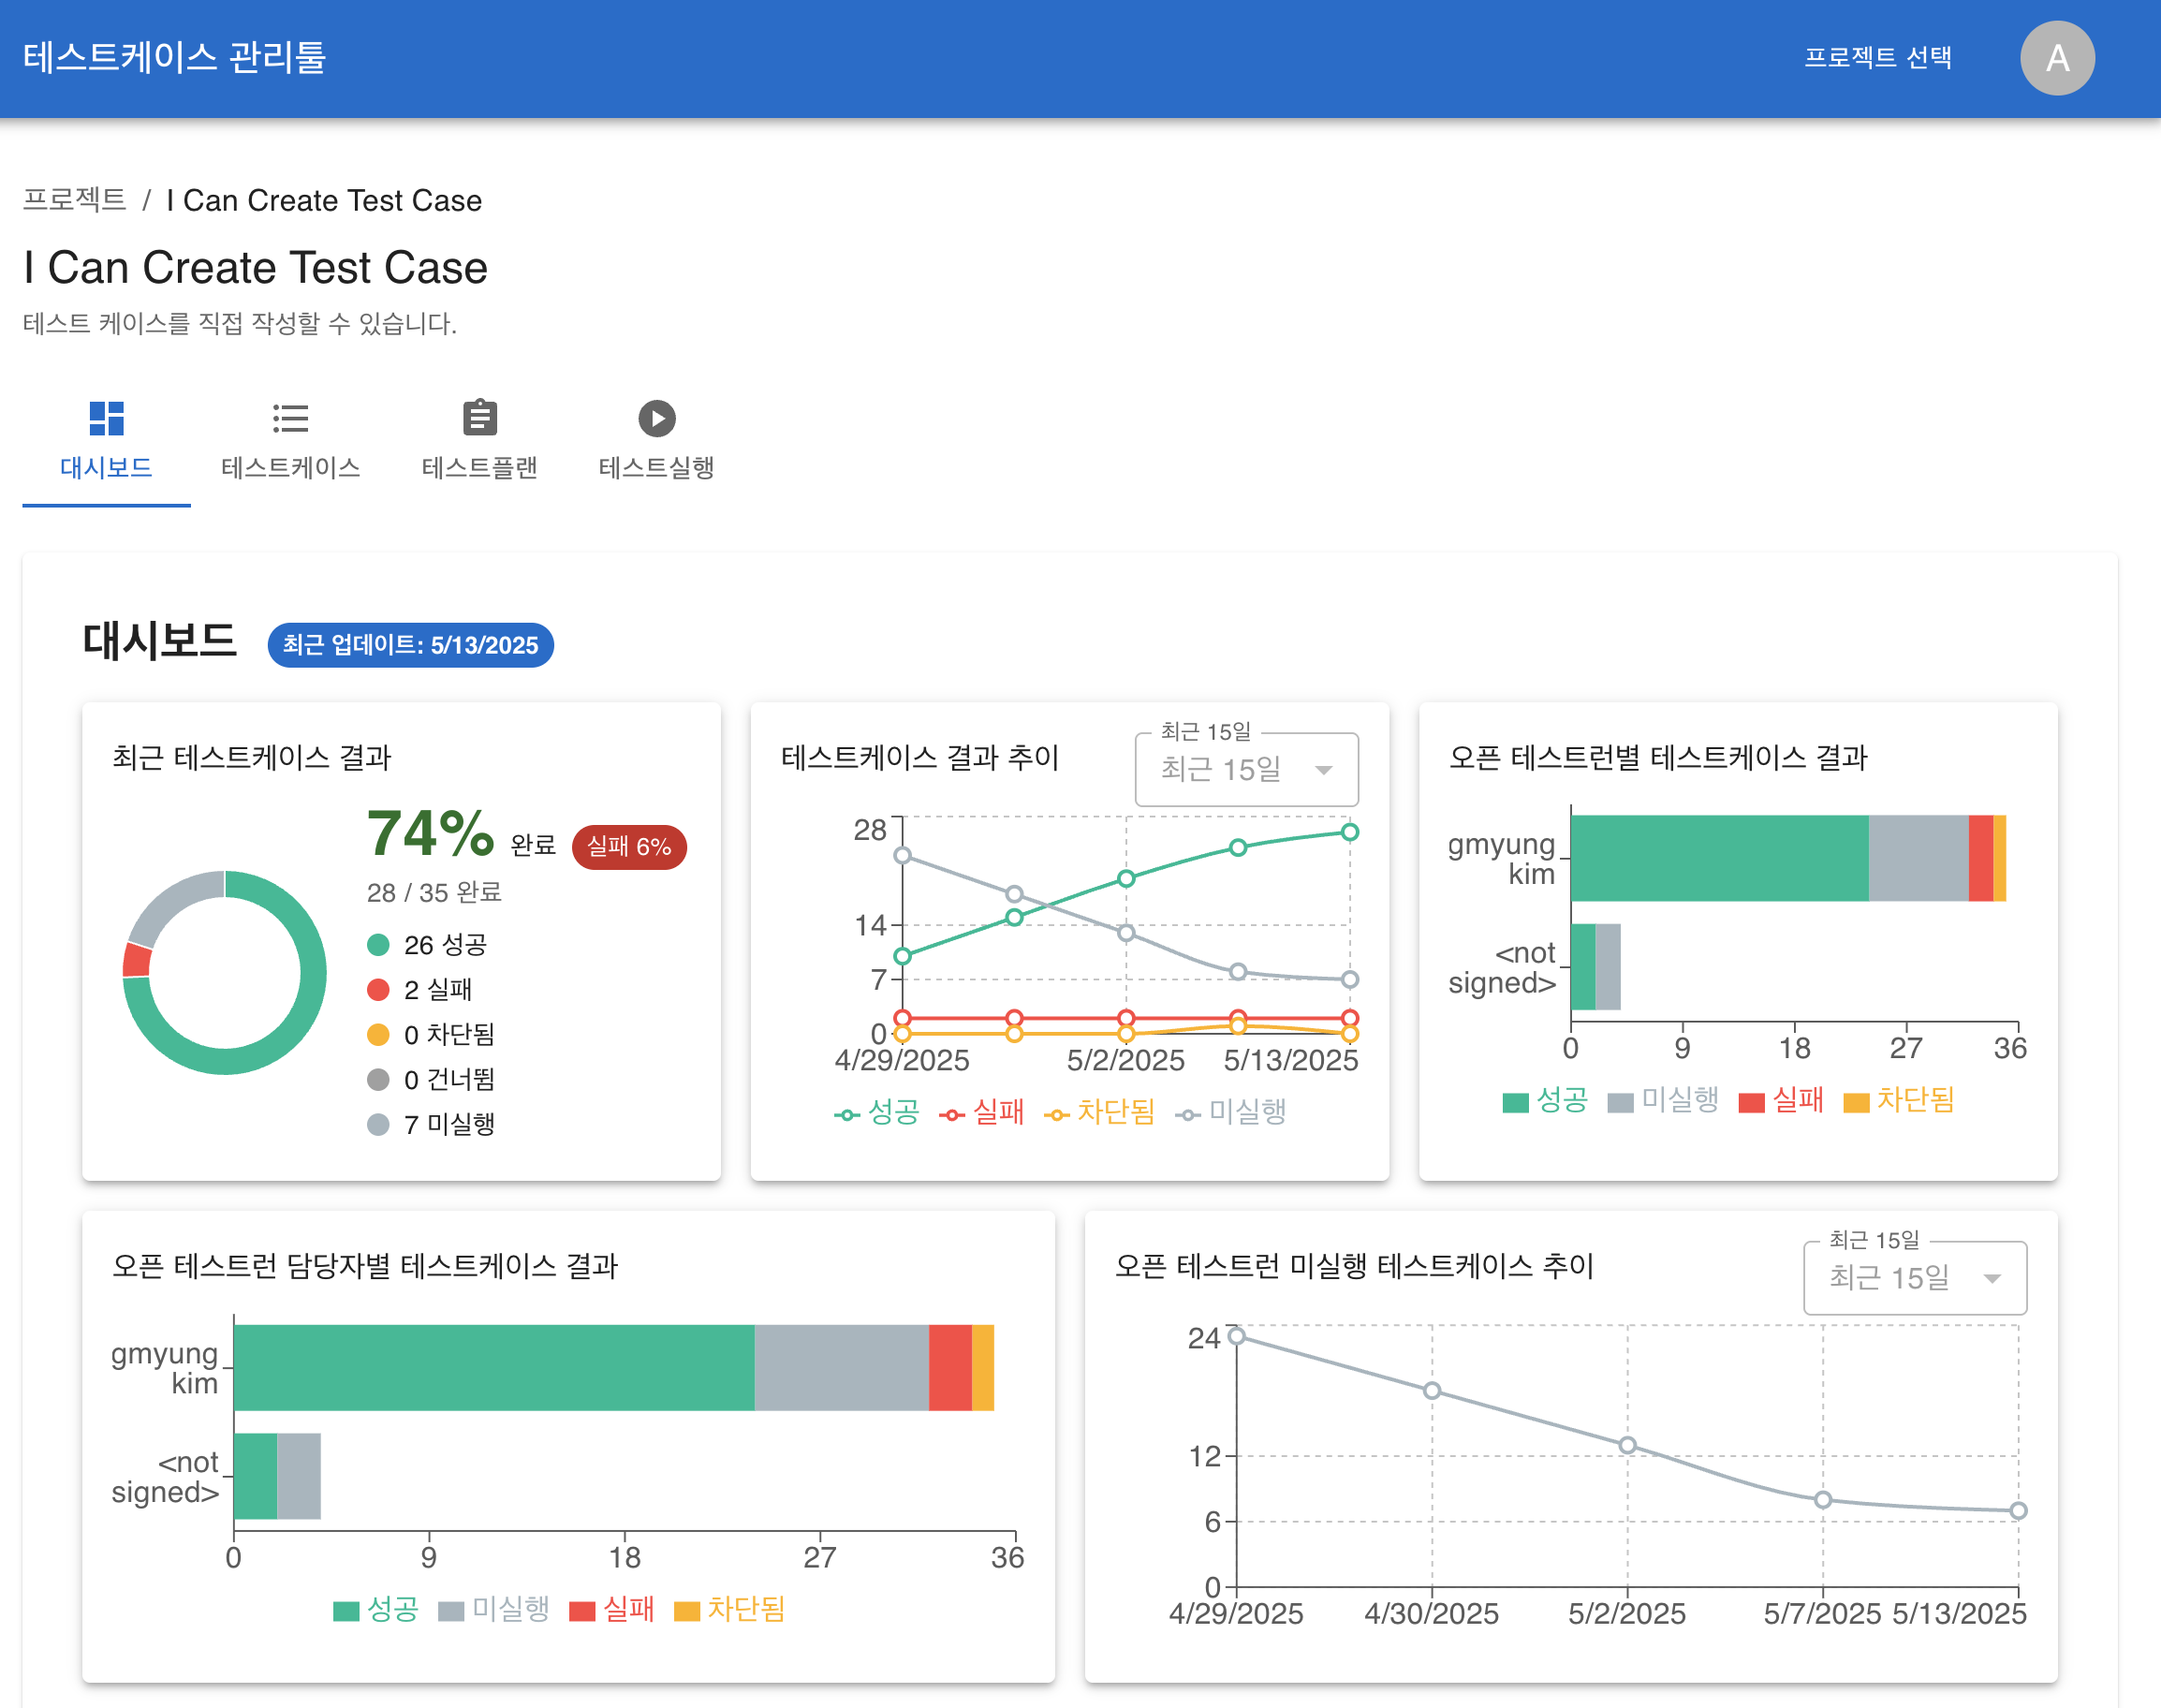 테스트케이스 관리툴
프로젝트 선택
A
프로젝트 / I Can Create Test Case
I Can Create Test Case
테스트 케이스를 직접 작성할 수 있습니다.
대시보드
테스트케이스
테스트플랜
테스트실행
대시보드
최근 업데이트: 5/13/2025
최근 테스트케이스 결과
74% 완료
실패 6%
28 / 35 완료
26 성공
2 실패
0 차단됨
0 건너뜀
7 미실행
테스트케이스 결과 추이
최근 15일
최근 15일
28
14
7
0
4/29/2025 5/2/2025 5/13/2025
성공 실패 차단됨 미실행
오픈 테스트런별 테스트케이스 결과
gmyung
kim
<not
signed>
0 9 18 27 36
성공 미실행 실패 차단됨
오픈 테스트런 담당자별 테스트케이스 결과
gmyung
kim
<not
signed>
0 9 18 27 36
성공 미실행 실패 차단됨
오픈 테스트런 미실행 테스트케이스 추이
최근 15일
최근 15일
24
12
6
0
4/29/2025 4/30/2025 5/2/2025 5/7/2025 5/13/2025